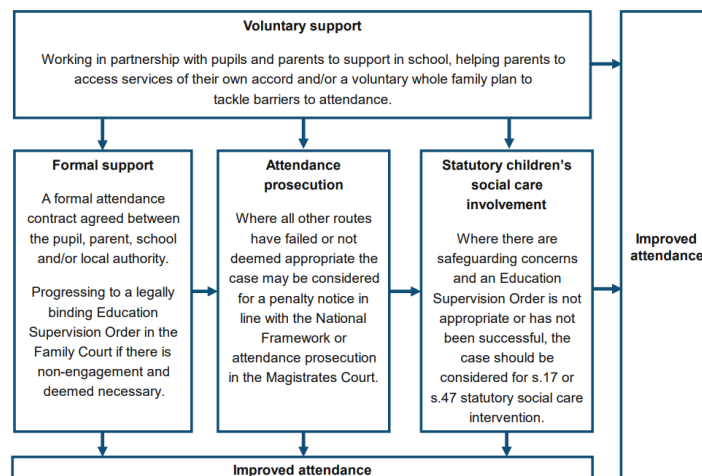 Voluntary support
Working in partnership with pupils and parents to support in school, helping parents to
access services of their own accord and/or a voluntary whole family plan to
tackle barriers to attendance.
Formal support
A formal attendance
contract agreed between
the pupil, parent, school
and/or local authority.
Progressing to a legally
binding Education
Supervision Order in the
Family Court if there is
non-engagement and
deemed necessary.
Attendance
prosecution
Where all other routes
have failed or not
deemed appropriate the
case may be considered
for a penalty notice in
line with the National
Framework or
attendance prosecution
in the Magistrates Court.
Statutory children’s
social care
involvement
Where there are
safeguarding concerns
and an Education
Supervision Order is not
appropriate or has not
been successful, the
case should be
considered for s.17 or
s.47 statutory social care
intervention.
Improved
attendance
Improved attendance